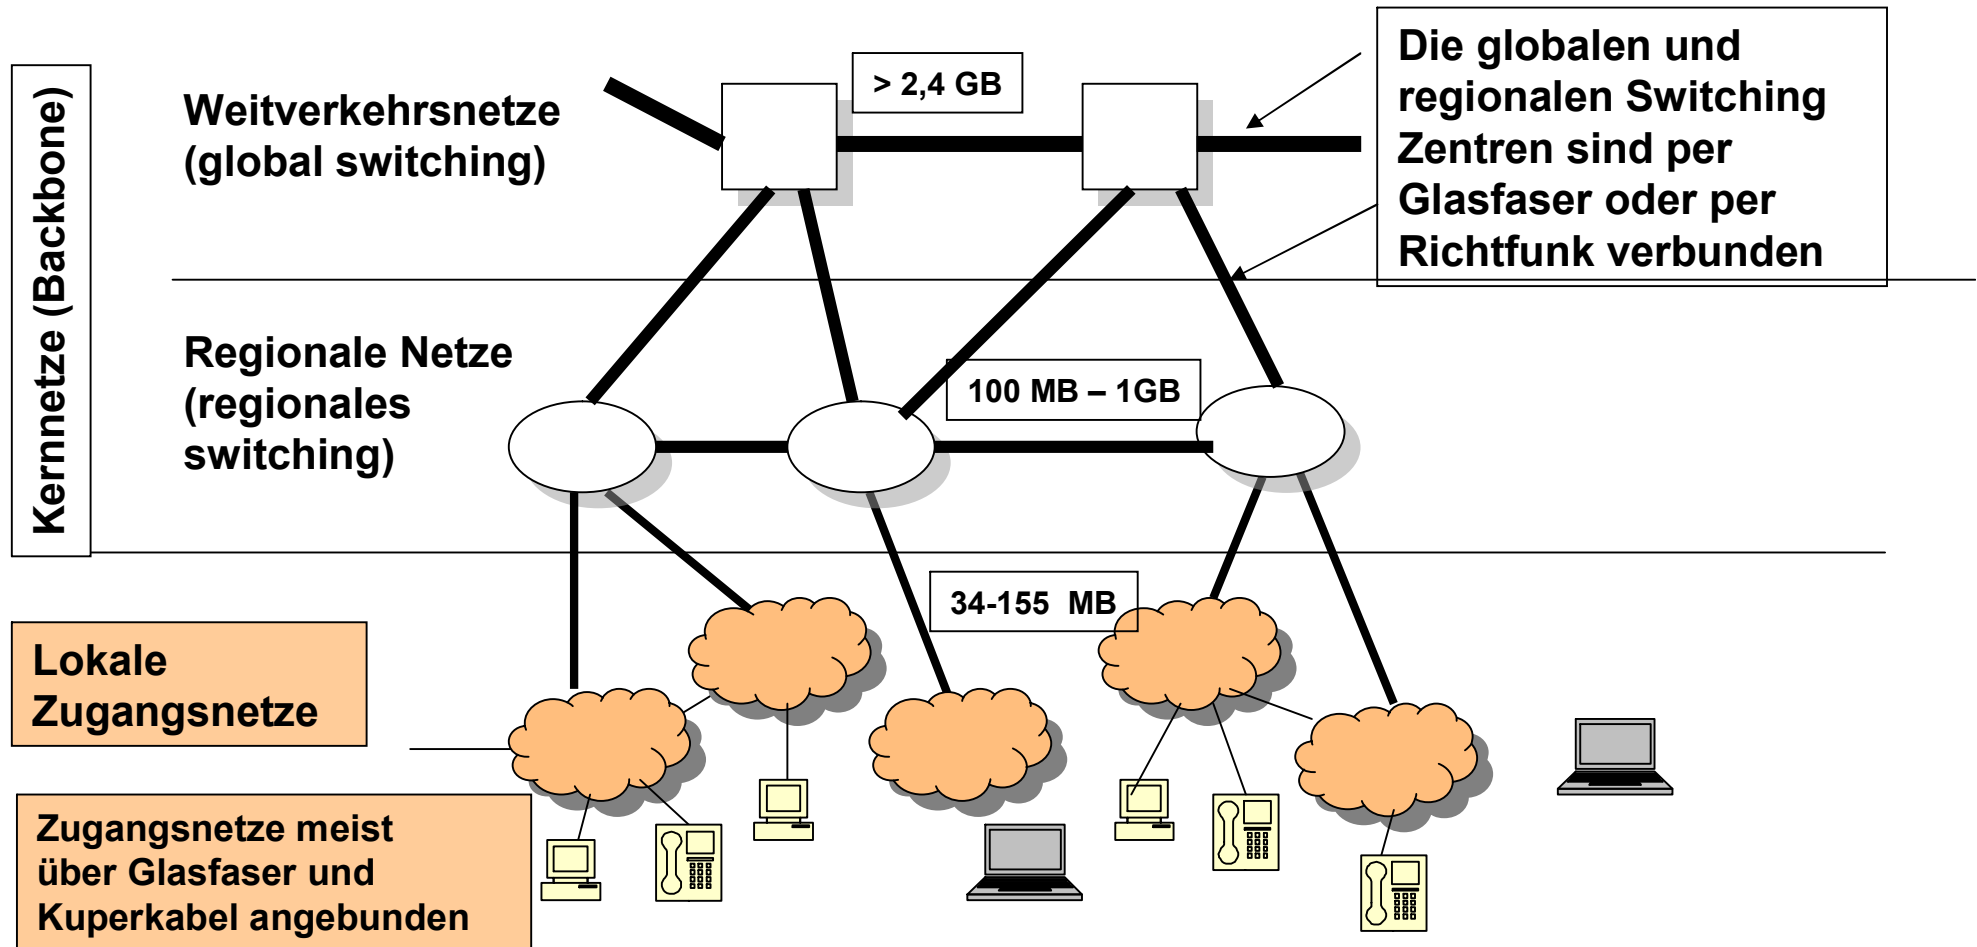 Kernnetze (Backbone)
Weitverkehrsnetze
(global switching)
> 2,4 GB
Die globalen und
regionalen Switching
Zentren sind per
Glasfaser oder per
Richtfunk verbunden
Regionale Netze
(regionales
switching)
100 MB – 1GB
34-155 MB
Lokale
Zugangsnetze
Zugangsnetze meist
über Glasfaser und
Kuperkabel angebunden